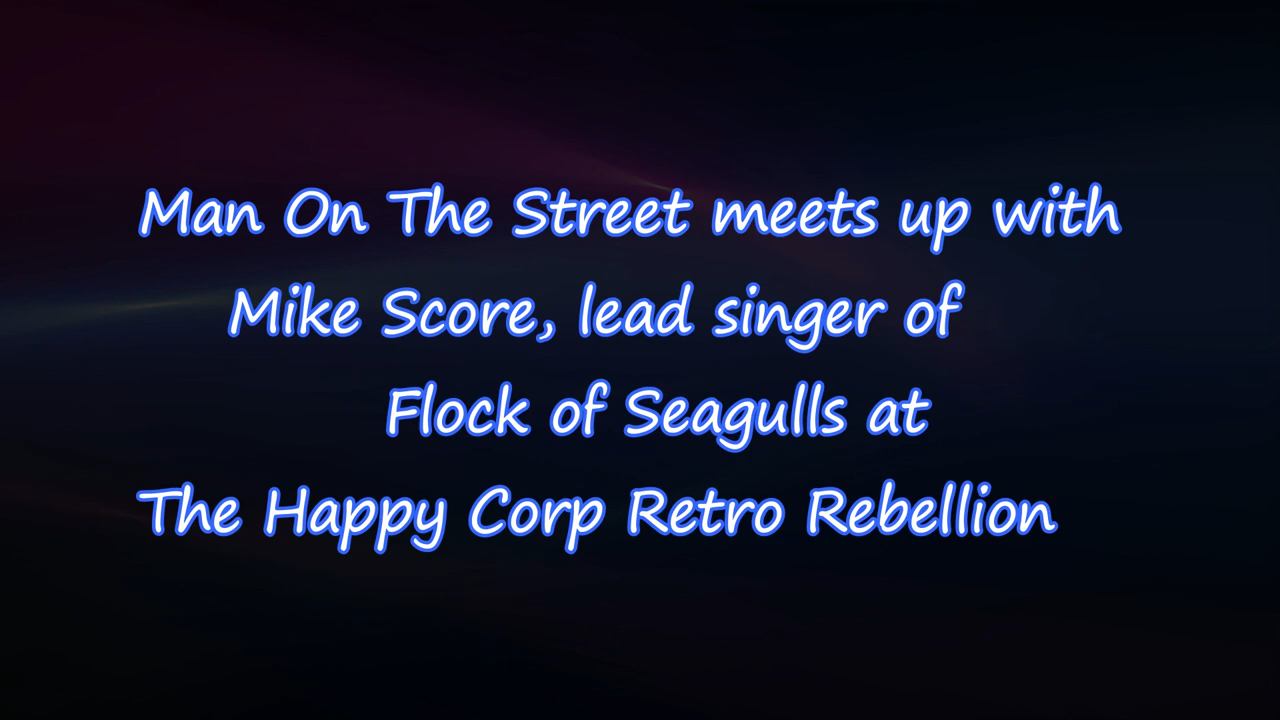 Man On The Street meets up with
Mike Score, lead singer of
Flock of Seagulls at
The Happy Corp Retro Rebellion